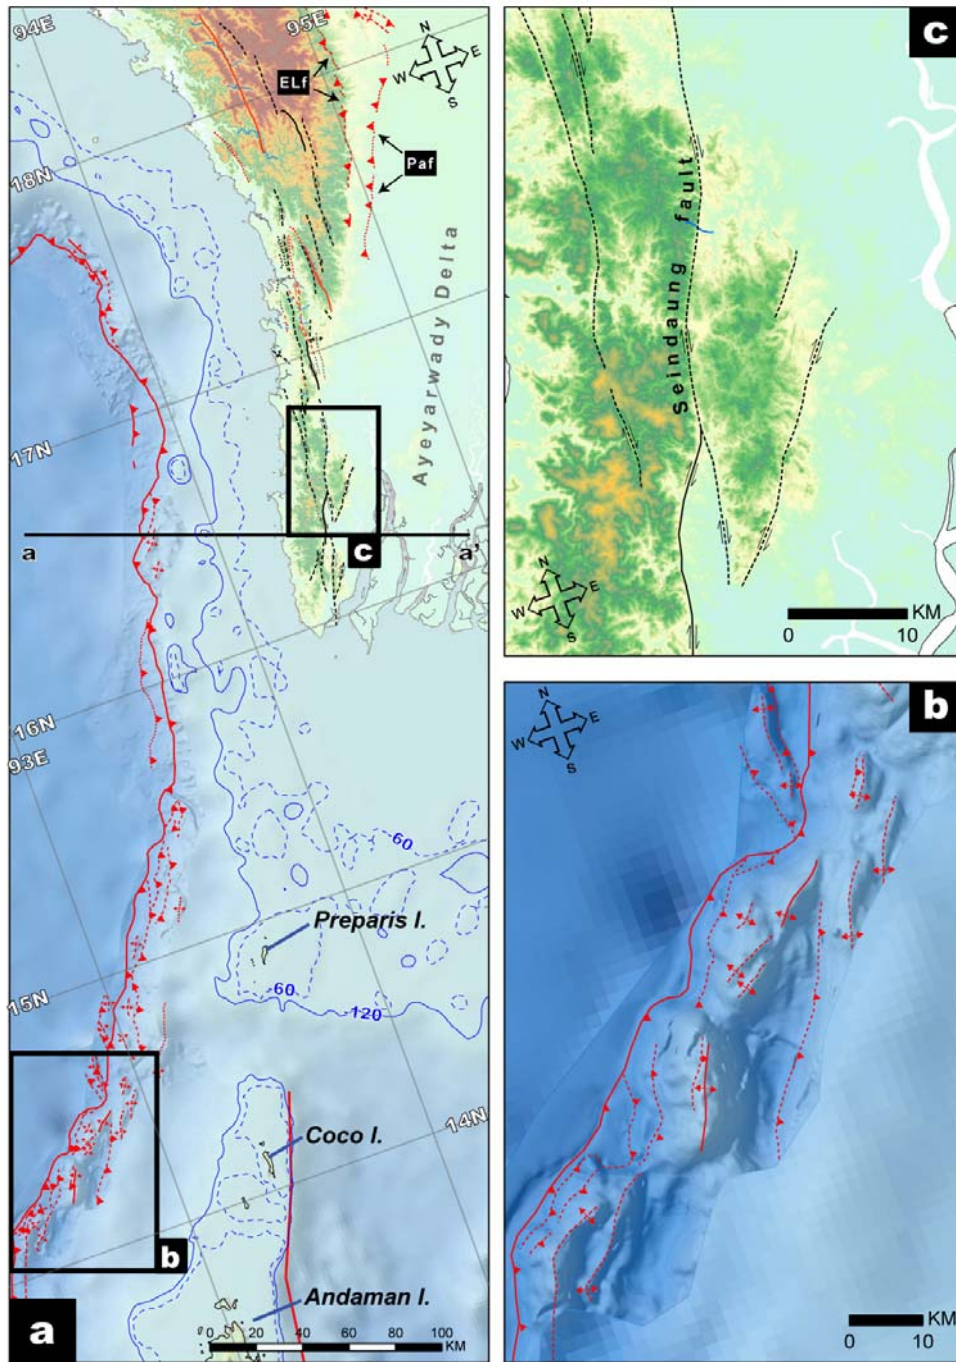 94E
95E
N
W
E
S
ELf
Paf
18N
Ayeyarwady Delta
17N
a
a'
c
16N
93E
60
Preparis I.
60
120
15N
14N
Coco I.
b
Andaman I.
0 20 40 60 80 100
KM
a
c
Seindaung fault
N
W
E
S
KM
0 10
b
N
W
E
S
KM
0 10